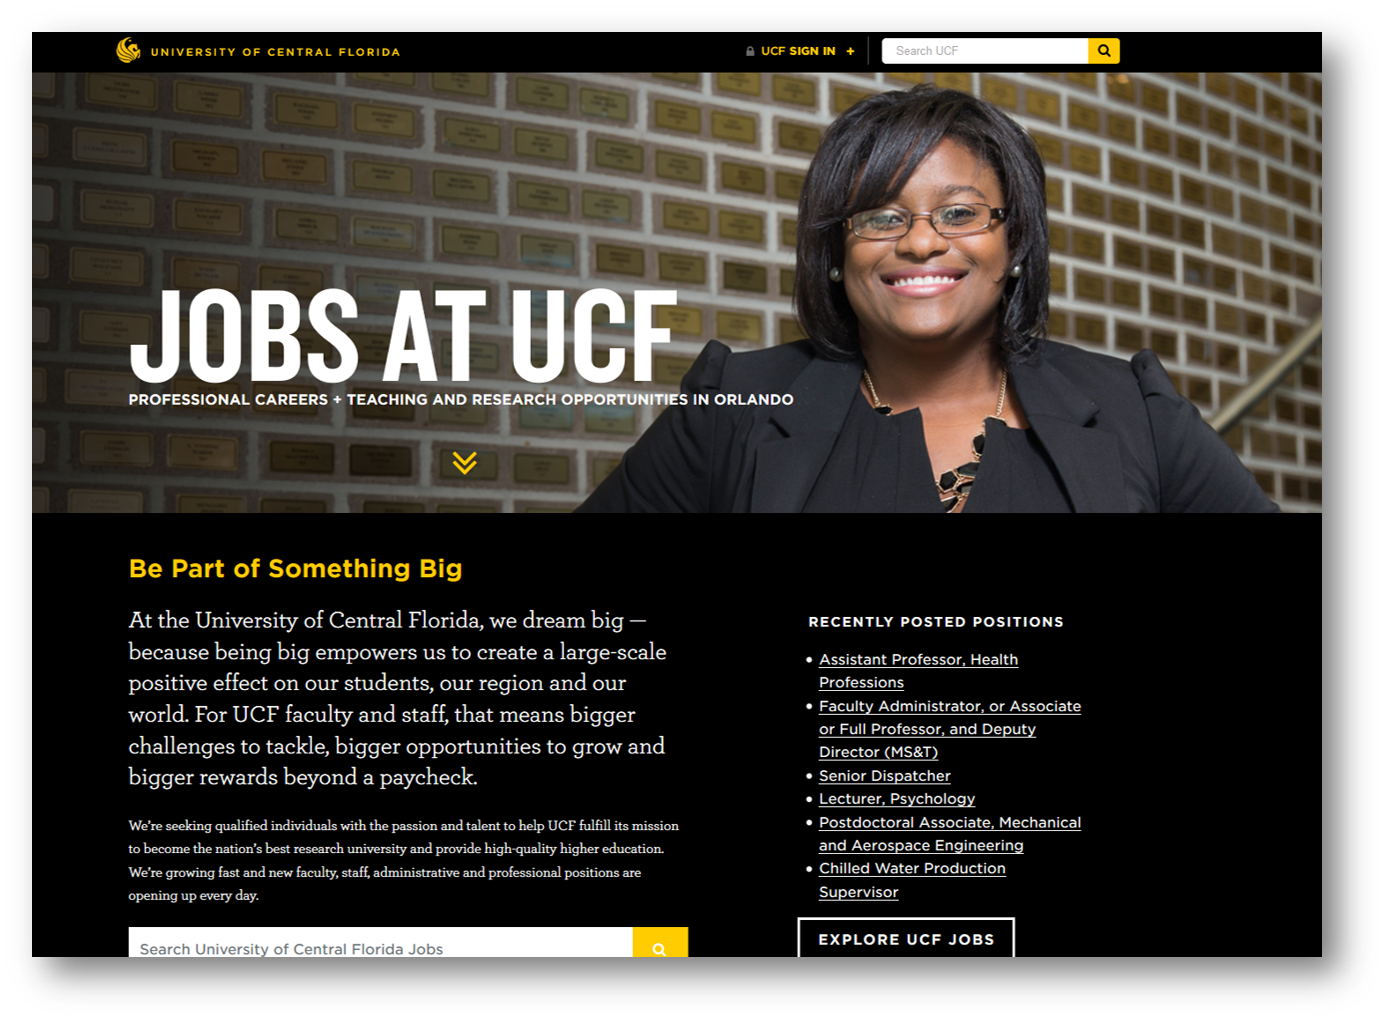 UNIVERSITY OF CENTRAL FLORIDA
UCF SIGN IN +
Search UCF
JOBS AT UCF
PROFESSIONAL CAREERS + TEACHING AND RESEARCH OPPORTUNITIES IN ORLANDO
Be Part of Something Big
At the University of Central Florida, we dream big —
because being big empowers us to create a large-scale
positive effect on our students, our region and our
world. For UCF faculty and staff, that means bigger
challenges to tackle, bigger opportunities to grow and
bigger rewards beyond a paycheck.
We're seeking qualified individuals with the passion and talent to help UCF fulfill its mission
to become the nation's best research university and provide high-quality higher education.
We're growing fast and new faculty, staff, administrative and professional positions are
opening up every day.
Search University of Central Florida Jobs
RECENTLY POSTED POSITIONS
• Assistant Professor, Health
Professions
• Faculty Administrator, or Associate
or Full Professor, and Deputy
Director (MS&T)
• Senior Dispatcher
• Lecturer, Psychology
• Postdoctoral Associate, Mechanical
and Aerospace Engineering
• Chilled Water Production
Supervisor
EXPLORE UCF JOBS